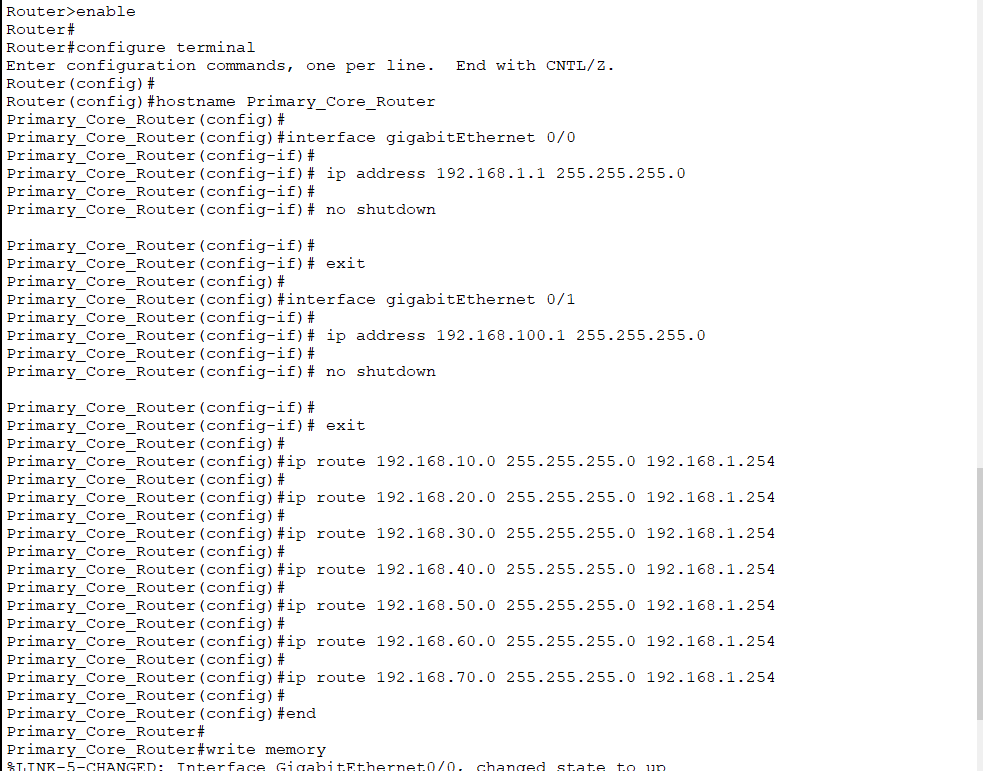 Router>enable
Router#
Router#configure terminal
Enter configuration commands, one per line.  End with CNTL/Z.
Router(config)#
Router(config)#hostname Primary_Core_Router
Primary_Core_Router(config)#
Primary_Core_Router(config)#interface gigabitEthernet 0/0
Primary_Core_Router(config-if)#
Primary_Core_Router(config-if)# ip address 192.168.1.1 255.255.255.0
Primary_Core_Router(config-if)#
Primary_Core_Router(config-if)# no shutdown

Primary_Core_Router(config-if)#
Primary_Core_Router(config-if)# exit
Primary_Core_Router(config)#
Primary_Core_Router(config)#interface gigabitEthernet 0/1
Primary_Core_Router(config-if)#
Primary_Core_Router(config-if)# ip address 192.168.100.1 255.255.255.0
Primary_Core_Router(config-if)#
Primary_Core_Router(config-if)# no shutdown

Primary_Core_Router(config-if)#
Primary_Core_Router(config-if)# exit
Primary_Core_Router(config)#
Primary_Core_Router(config)#ip route 192.168.10.0 255.255.255.0 192.168.1.254
Primary_Core_Router(config)#
Primary_Core_Router(config)#ip route 192.168.20.0 255.255.255.0 192.168.1.254
Primary_Core_Router(config)#
Primary_Core_Router(config)#ip route 192.168.30.0 255.255.255.0 192.168.1.254
Primary_Core_Router(config)#
Primary_Core_Router(config)#ip route 192.168.40.0 255.255.255.0 192.168.1.254
Primary_Core_Router(config)#
Primary_Core_Router(config)#ip route 192.168.50.0 255.255.255.0 192.168.1.254
Primary_Core_Router(config)#
Primary_Core_Router(config)#ip route 192.168.60.0 255.255.255.0 192.168.1.254
Primary_Core_Router(config)#
Primary_Core_Router(config)#ip route 192.168.70.0 255.255.255.0 192.168.1.254
Primary_Core_Router(config)#
Primary_Core_Router(config)#end
Primary_Core_Router#
Primary_Core_Router#write memory
%LINK-5-CHANGED: Interface GigabitEthernet0/0, changed state to up